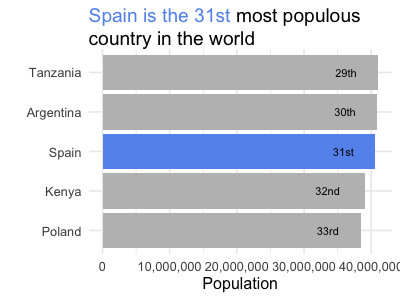 Spain is the 31st most populous
country in the world
Tanzania 29th
Argentina 30th
Spain 31st
Kenya 32nd
Poland 33rd
0 10,000,000 20,000,000 30,000,000 40,000,000
Population